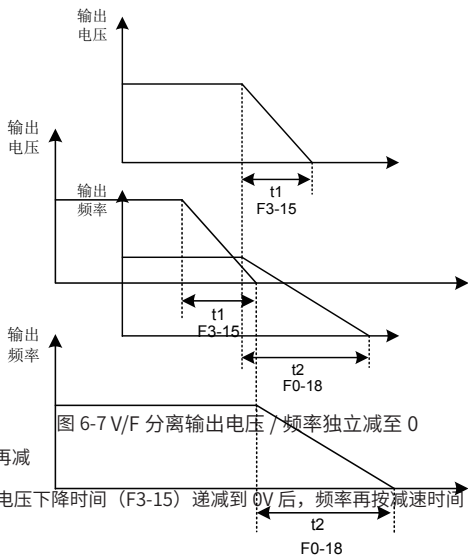 输出
电压
t1
F3-15
输出
电压
输出
频率
t1
F3-15
t2
F0-18
输出
频率
图 6-7 V/F 分离输出电压 / 频率独立减至 0
再减
电压下降时间（F3-15）递减到 0V 后，频率再按减速时间
t2
F0-18